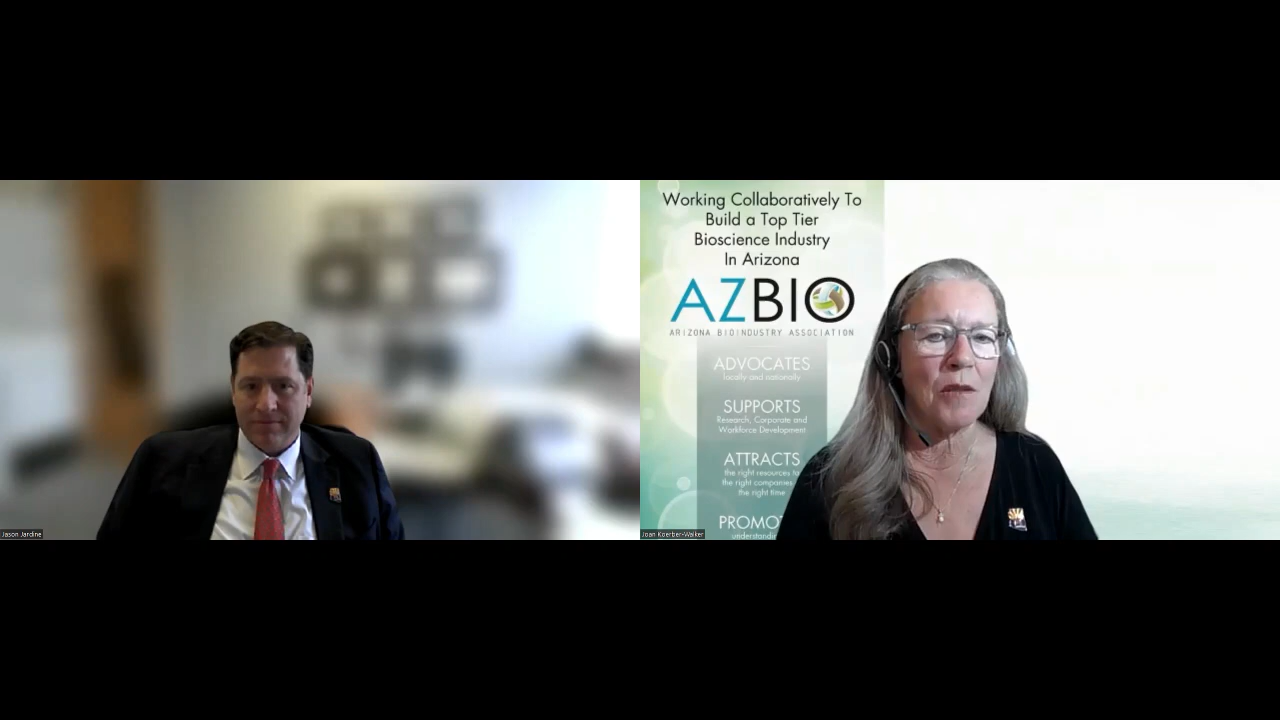 Working Collaboratively To
Build a Top Tier
Bioscience Industry
In Arizona
AZBIO
ARIZONA BIOINDUSTRY ASSOCIATION
ADVOCATES
locally and nationally
SUPPORTS
Research, Corporate and
Workforce Development
ATTRACTS
the right resources to
the right companies
the right time
PROMO
understandi
Jason Jardine
Joan Koerber-Walker